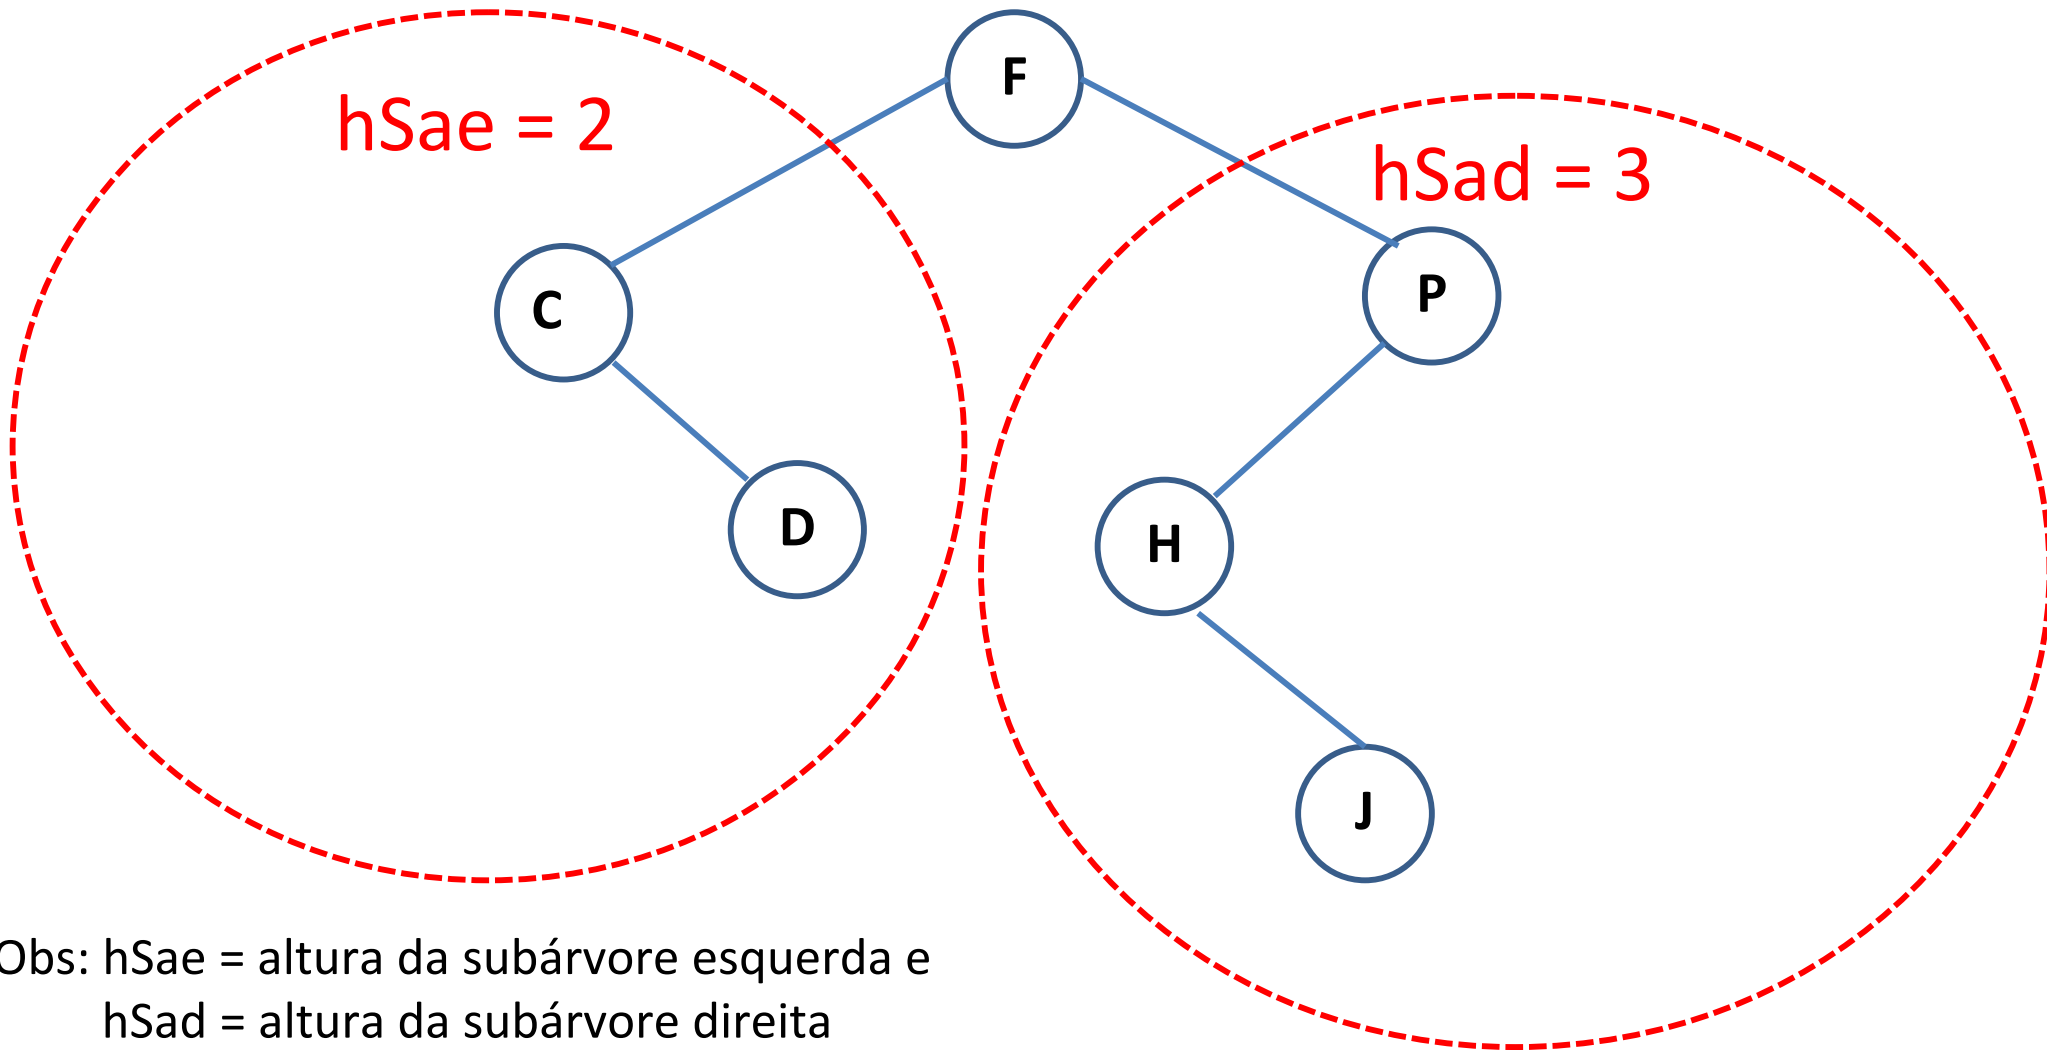 F
hSae = 2
hSad = 3
C
P
D
H
J
Obs: hSae = altura da subárvore esquerda e
hSad = altura da subárvore direita